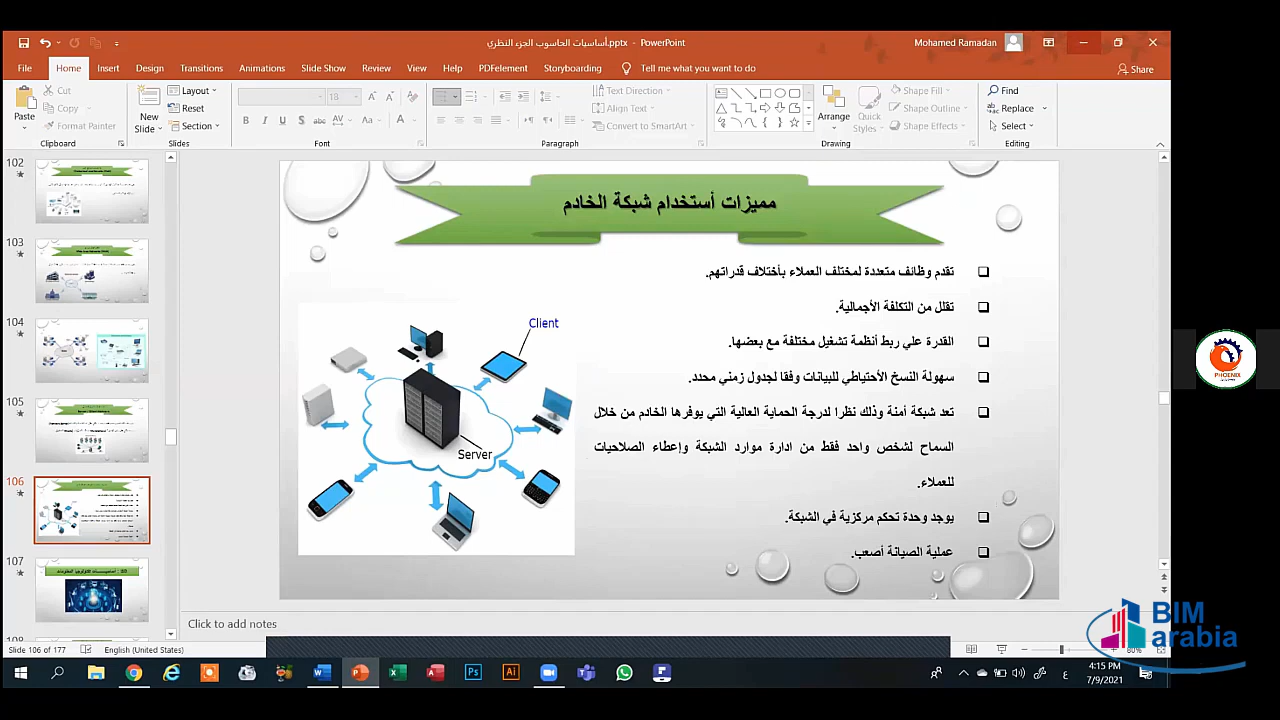 أساسيات الحاسوب الجزء النظري.pptx - PowerPoint
Mohamed Ramadan
File Home Insert Design Transitions Animations Slide Show Review View Help PDFelement Storyboarding Tell me what you want to do
Share
Paste
Cut
Copy
Format Painter
Clipboard
New Slide
Layout
Reset
Section
Slides
18
Font
Text Direction
Align Text
Convert to SmartArt
Paragraph
Arrange
Quick Styles
Shape Fill
Shape Outline
Shape Effects
Drawing
Find
Replace
Select
Editing
102
103
104
105
106
107
108
مميزات أستخدام شبكة الخادم
تقدم وظائف متعددة لمختلف العملاء بأختلاف قدراتهم.
تقلل من التكلفة الأجمالية.
القدرة علي ربط أنظمة تشغيل مختلفة مع بعضها.
سهولة النسخ الأحتياطي للبيانات وفقا لجدول زمني محدد.
تعد شبكة أمنة وذلك نظرا لدرجة الحماية العالية التي يوفرها الخادم من خلال
السماح لشخص واحد فقط من ادارة موارد الشبكة وإعطاء الصلاحيات
للعملاء.
يوجد وحدة تحكم مركزية في الشبكة.
عملية الصيانة أصعب.
Client
Server
PHOENIX
Click to add notes
Slide 106 of 177
English (United States)
80%
BIM
arabia
4:15 PM
7/9/2021